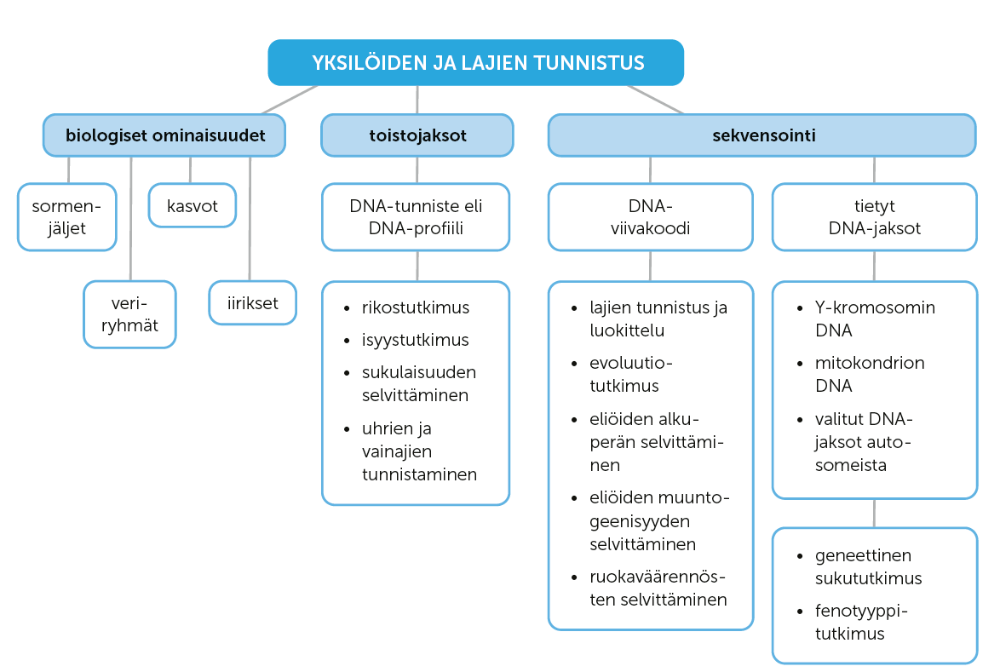 YKSILÖIDEN JA LAJIEN TUNNISTUS
biologiset ominaisuudet
sormen-
jäljet
veri-
ryhmät
kasvot
iirikset
toistojaksot
DNA-tunniste eli
DNA-profiili
• rikostutkimus
• isyystutkimus
• sukulaisuuden
selvittäminen
• uhrien ja
vainajien
tunnistaminen
sekvensointi
DNA-
viivakoodi
• lajien tunnistus ja
luokittelu
• evoluutio-
tutkimus
• eliöiden alku-
perän selvittämi-
nen
• eliöiden muunto-
geenisyyden
selvittäminen
• ruokaväärennös-
ten selvittäminen
tietyt
DNA-jaksot
• Y-kromosomin
DNA
• mitokondrion
DNA
• valitut DNA-
jaksot auto-
someista
• geneettinen
sukututkimus
• fenotyyppi-
tutkimus